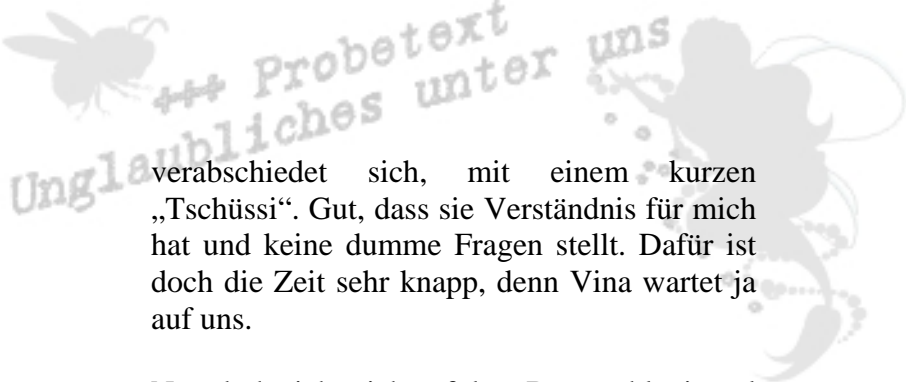 +++ Probetext
Unglaubliches unter uns
verabschiedet sich, mit einem kurzen
„Tschüssi“. Gut, dass sie Verständnis für mich
hat und keine dumme Fragen stellt. Dafür ist
doch die Zeit sehr knapp, denn Vina wartet ja
auf uns.